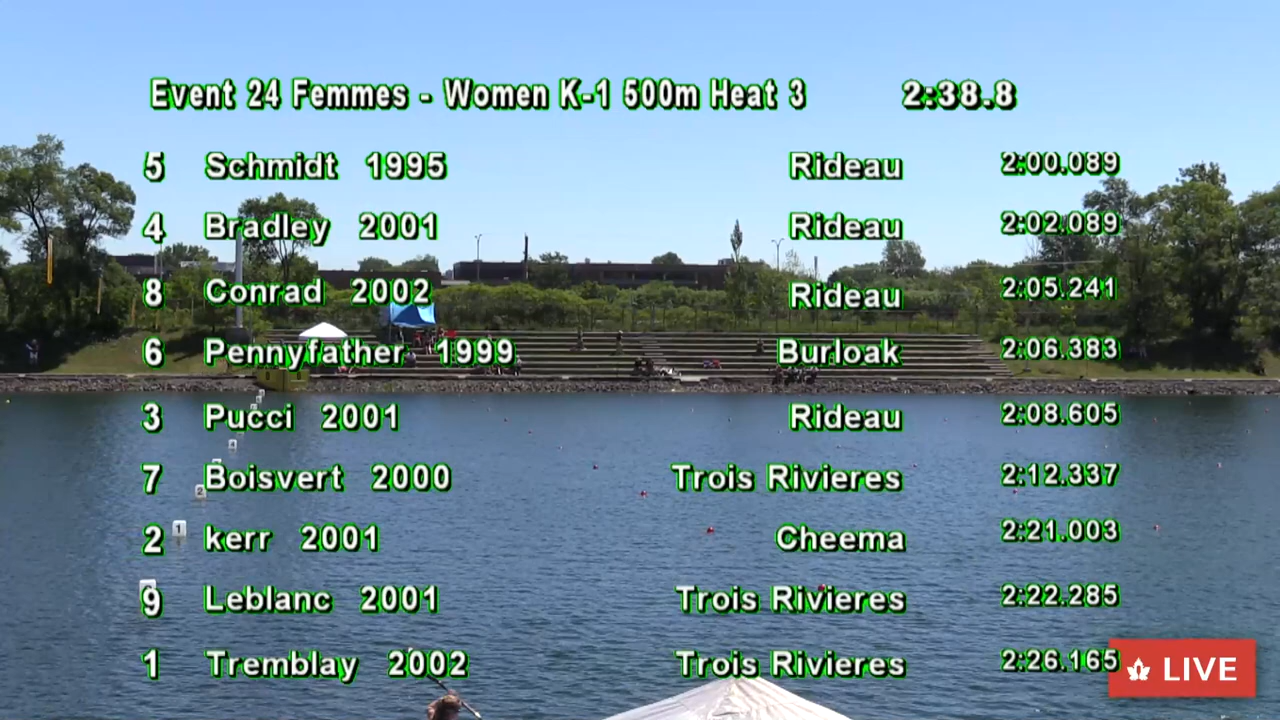 Event 24 Femmes - Women K-1 500m Heat 3 2:38.8
5 Schmidt 1995 Rideau 2:00.089
4 Bradley 2001 Rideau 2:02.089
8 Conrad 2002 Rideau 2:05.241
6 Pennyfather 1999 Burloak 2:06.383
3 Pucci 2001 Rideau 2:08.605
4
7 Boisvert 2000 Trois Rivieres 2:12.337
2
1
2 kerr 2001 Cheema 2:21.003
9 Leblanc 2001 Trois Rivieres 2:22.285
1 Tremblay 2002 Trois Rivieres 2:26.165
LIVE